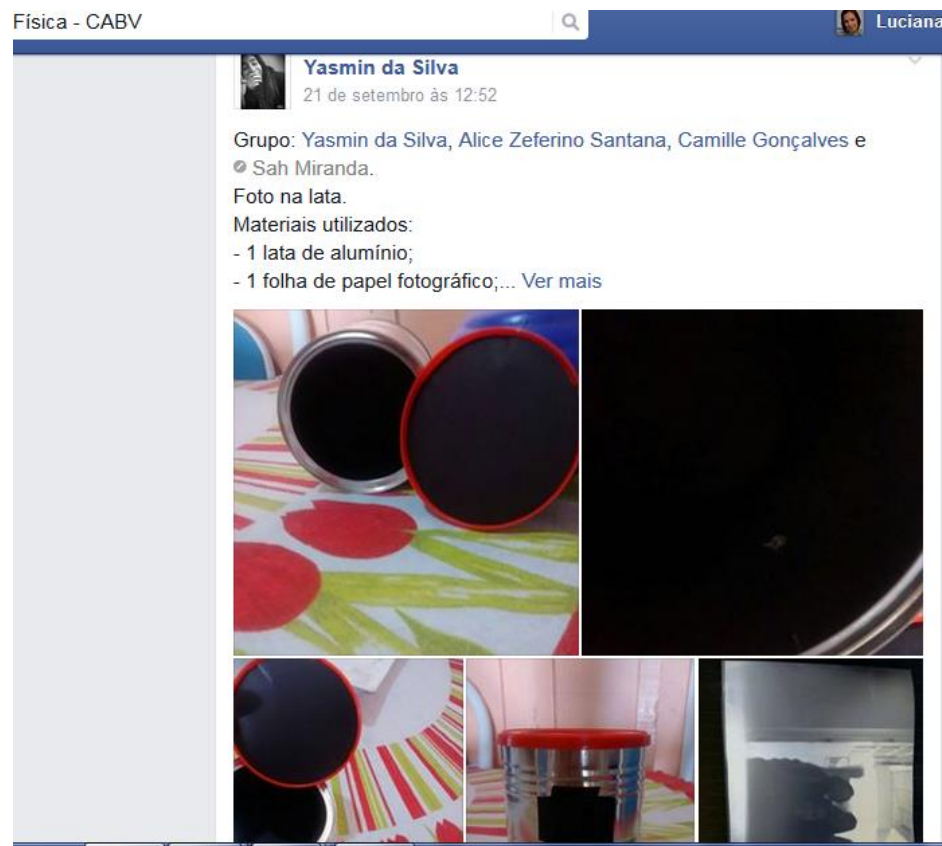 Física - CABV
Luciana
Yasmin da Silva
21 de setembro às 12:52
Grupo: Yasmin da Silva, Alice Zeferino Santana, Camille Gonçalves e
Sah Miranda.
Foto na lata.
Materiais utilizados:
- 1 lata de alumínio;
- 1 folha de papel fotográfico;... Ver mais